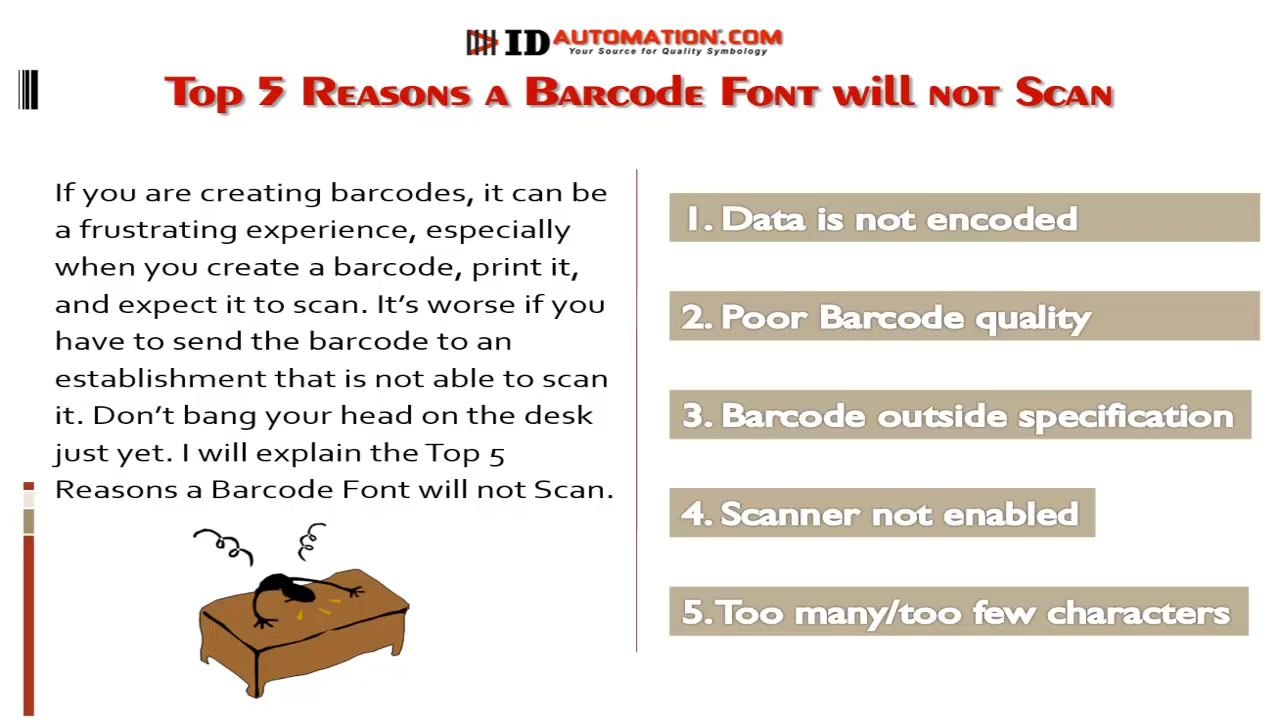 IDAUTOMATION.COM
Your Source for Quality Symbology
Top 5 Reasons a Barcode Font will not Scan
If you are creating barcodes, it can be
a frustrating experience, especially
when you create a barcode, print it,
and expect it to scan. It’s worse if you
have to send the barcode to an
establishment that is not able to scan
it. Don’t bang your head on the desk
just yet. I will explain the Top 5
Reasons a Barcode Font will not Scan.
1. Data is not encoded
2. Poor Barcode quality
3. Barcode outside specification
4. Scanner not enabled
5. Too many/too few characters